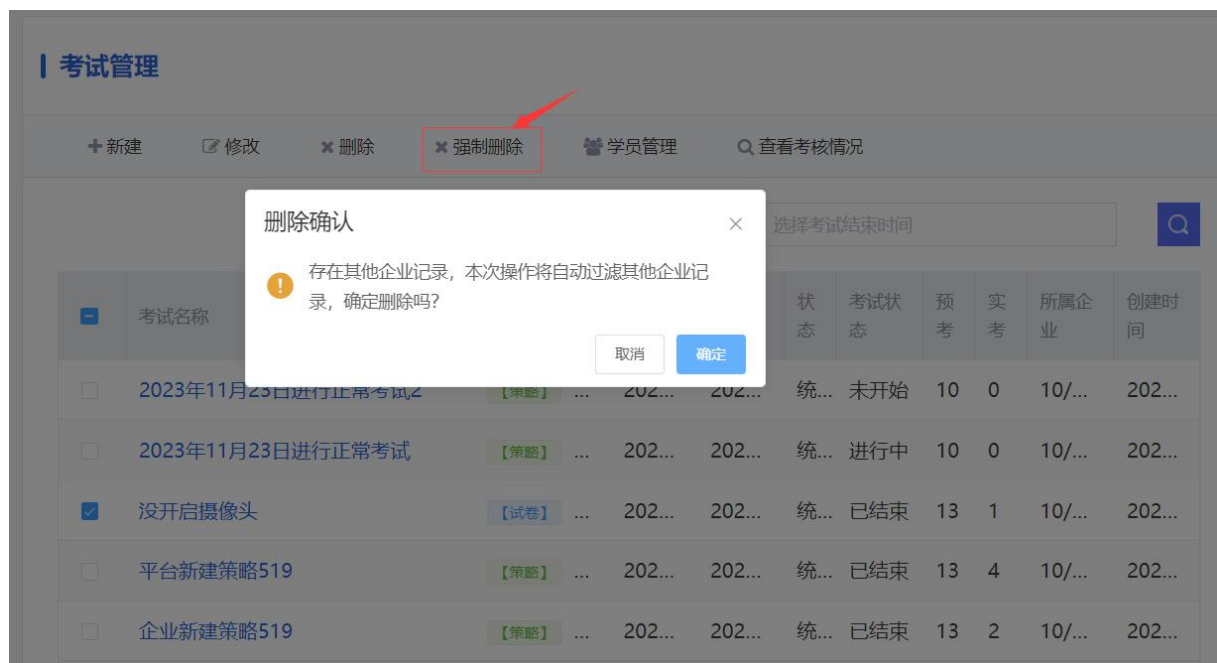 考试管理
新建 修改 删除 强制删除 学员管理 查看考核情况
选择考试结束时间
删除确认
存在其他企业记录，本次操作将自动过滤其他企业记
录，确定删除吗？
取消 确定
考试名称 状态 考试状态 预考 实考 所属企业 创建时间
2023年11月23日进行正常考试2 【策略】 ... 202... 202... 统... 未开始 10 0 10/... 202...
2023年11月23日进行正常考试 【策略】 ... 202... 202... 统... 进行中 10 0 10/... 202...
没开启摄像头 【试卷】 ... 202... 202... 统... 已结束 13 1 10/... 202...
平台新建策略519 【策略】 ... 202... 202... 统... 已结束 13 4 10/... 202...
企业新建策略519 【策略】 ... 202... 202... 统... 已结束 13 2 10/... 202...